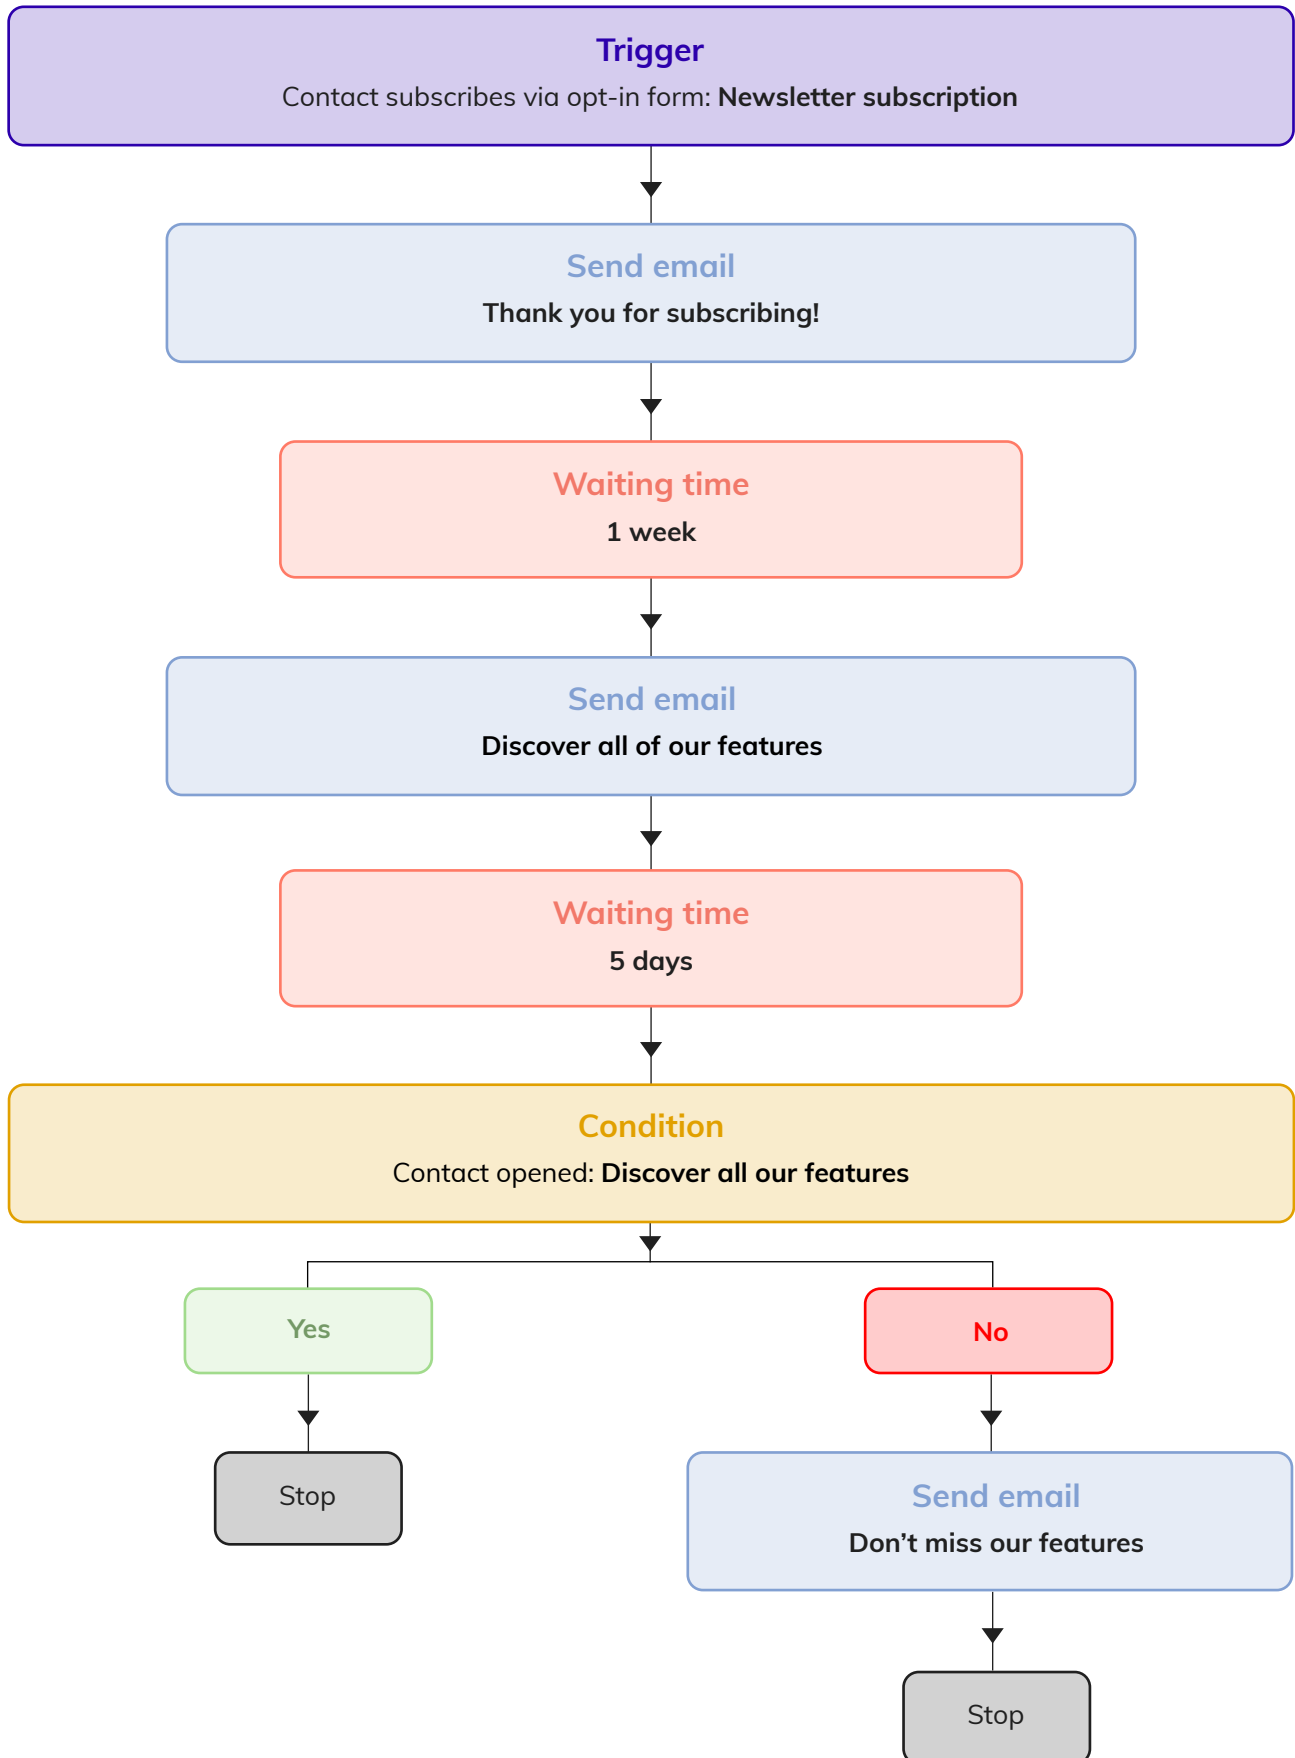 Trigger
Contact subscribes via opt-in form: Newsletter subscription
Send email
Thank you for subscribing!
Waiting time
1 week
Send email
Discover all of our features
Waiting time
5 days
Condition
Contact opened: Discover all our features
Yes
No
Stop
Send email
Don’t miss our features
Stop